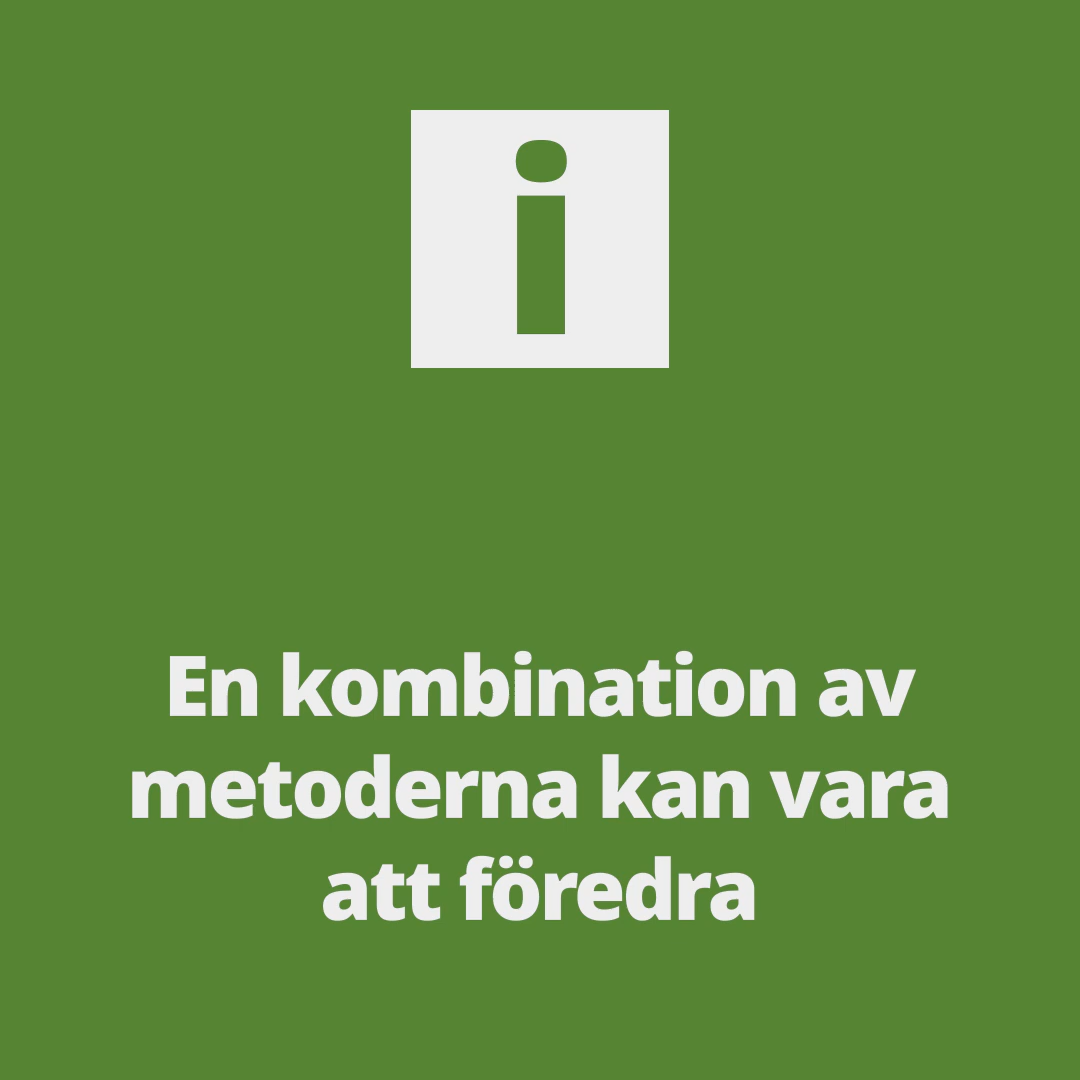 i
En kombination av
metoderna kan vara
att föredra